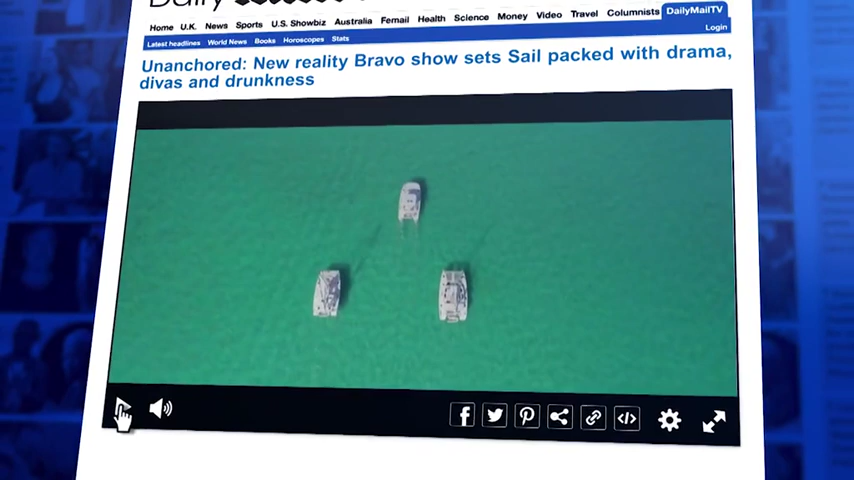 Daily
Home U.K. News Sports U.S. Showbiz Australia Femail Health Science Money Video Travel Columnists DailyMailTV
Latest headlines World News Books Horoscopes Stats Login
Unanchored: New reality Bravo show sets Sail packed with drama,
divas and drunkness